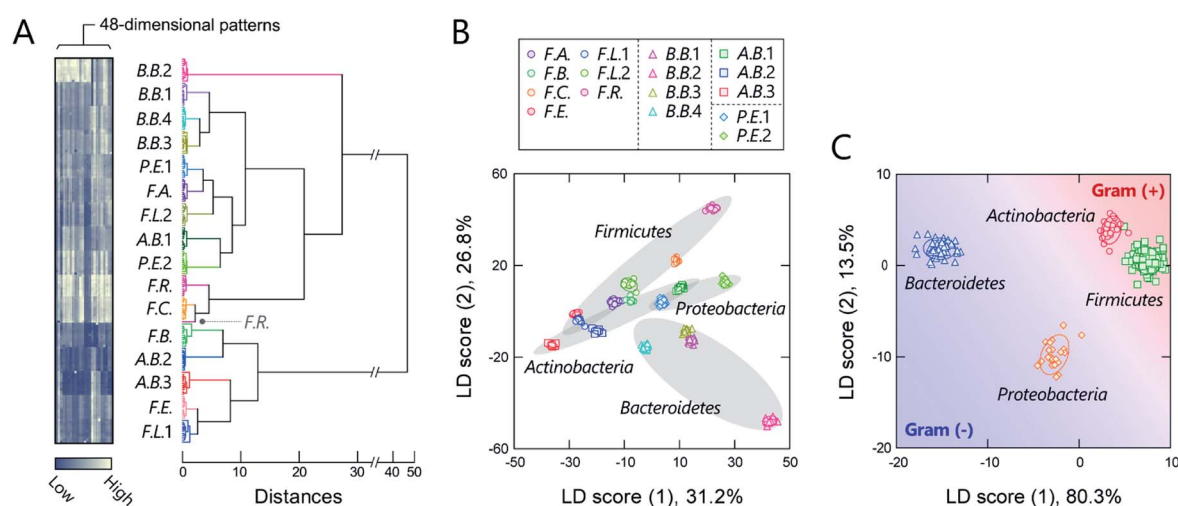 A
48-dimensional patterns
B.B.2
B.B.1
B.B.4
B.B.3
P.E.1
F.A.
F.L.2
A.B.1
P.E.2
F.R.
F.C.
F.R.
F.B.
A.B.2
A.B.3
F.E.
F.L.1
Low High
0 10 20 30 40 50
Distances
B
F.A. F.L.1 B.B.1 A.B.1
F.B. F.L.2 B.B.2 A.B.2
F.C. F.R. B.B.3 A.B.3
F.E. B.B.4 P.E.1
P.E.2
LD score (2), 26.8%
60
20
-20
-60
Firmicutes
Proteobacteria
Actinobacteria
Bacteroidetes
-50 -30 -10 10 30 50
LD score (1), 31.2%
C
LD score (2), 13.5%
10
0
-10
-20
Gram (+)
Actinobacteria
Bacteroidetes
Firmicutes
Proteobacteria
Gram (-)
-20 -10 0 10
LD score (1), 80.3%